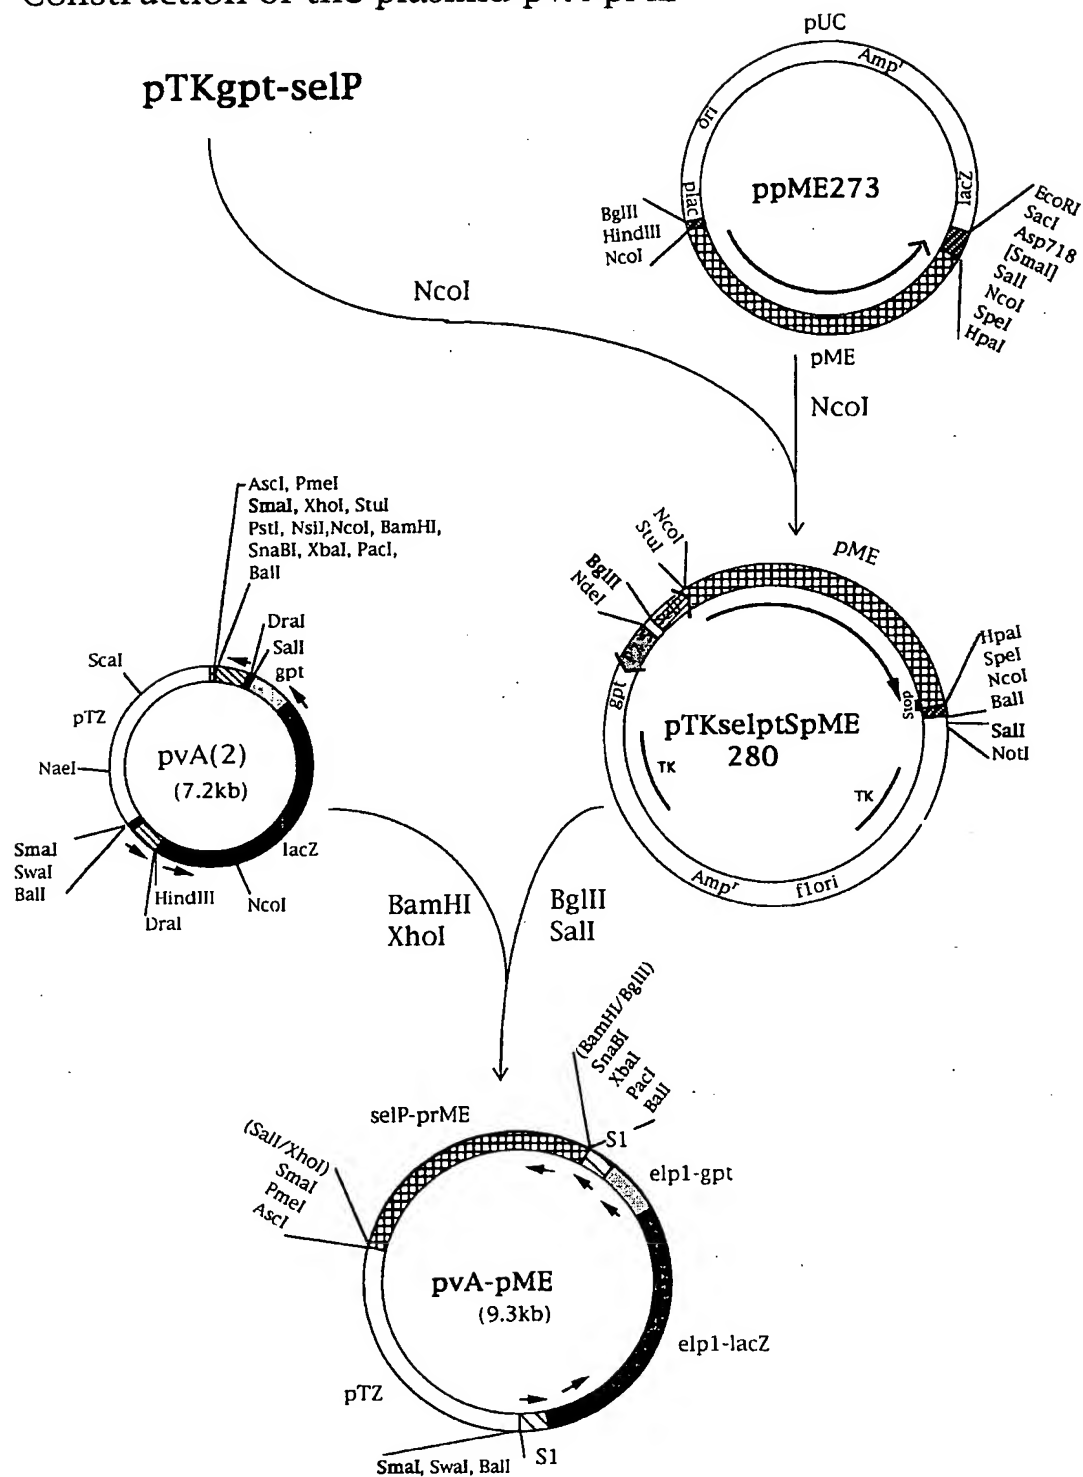 pTKgpt-selP
pUC
Amp^r
ori
plac
lacZ
ppME273
BglII
HindIII
NcoI
EcoRI
SacI
Asp718
[SmaI]
SalI
NcoI
SpeI
HpaI
pME
NcoI
NcoI
AscI, PmeI
SmaI, XhoI, StuI
PstI, NsiI,NcoI, BamHI,
SnaBI, XbaI, PacI,
BalI
DraI
SalI
gpt
ScaI
pTZ
NaeI
pvA(2)
(7.2kb)
SmaI
SwaI
BalI
HindIII
DraI
NcoI
lacZ
NcoI
StuI
BglII
NdeI
pME
gpt
HpaI
SpeI
NcoI
BalI
SalI
NotI
Stop
pTKselptSpME
280
TK
TK
Amp^r
f1ori
BamHI
XhoI
BglII
SalI
(BamHI/BglII)
SnaBI
XbaI
PacI
BalI
selP-prME
S1
elp1-gpt
(SalI/XhoI)
SmaI
PmeI
AscI
pvA-pME
(9.3kb)
elp1-lacZ
pTZ
S1
SmaI, SwaI, BalI